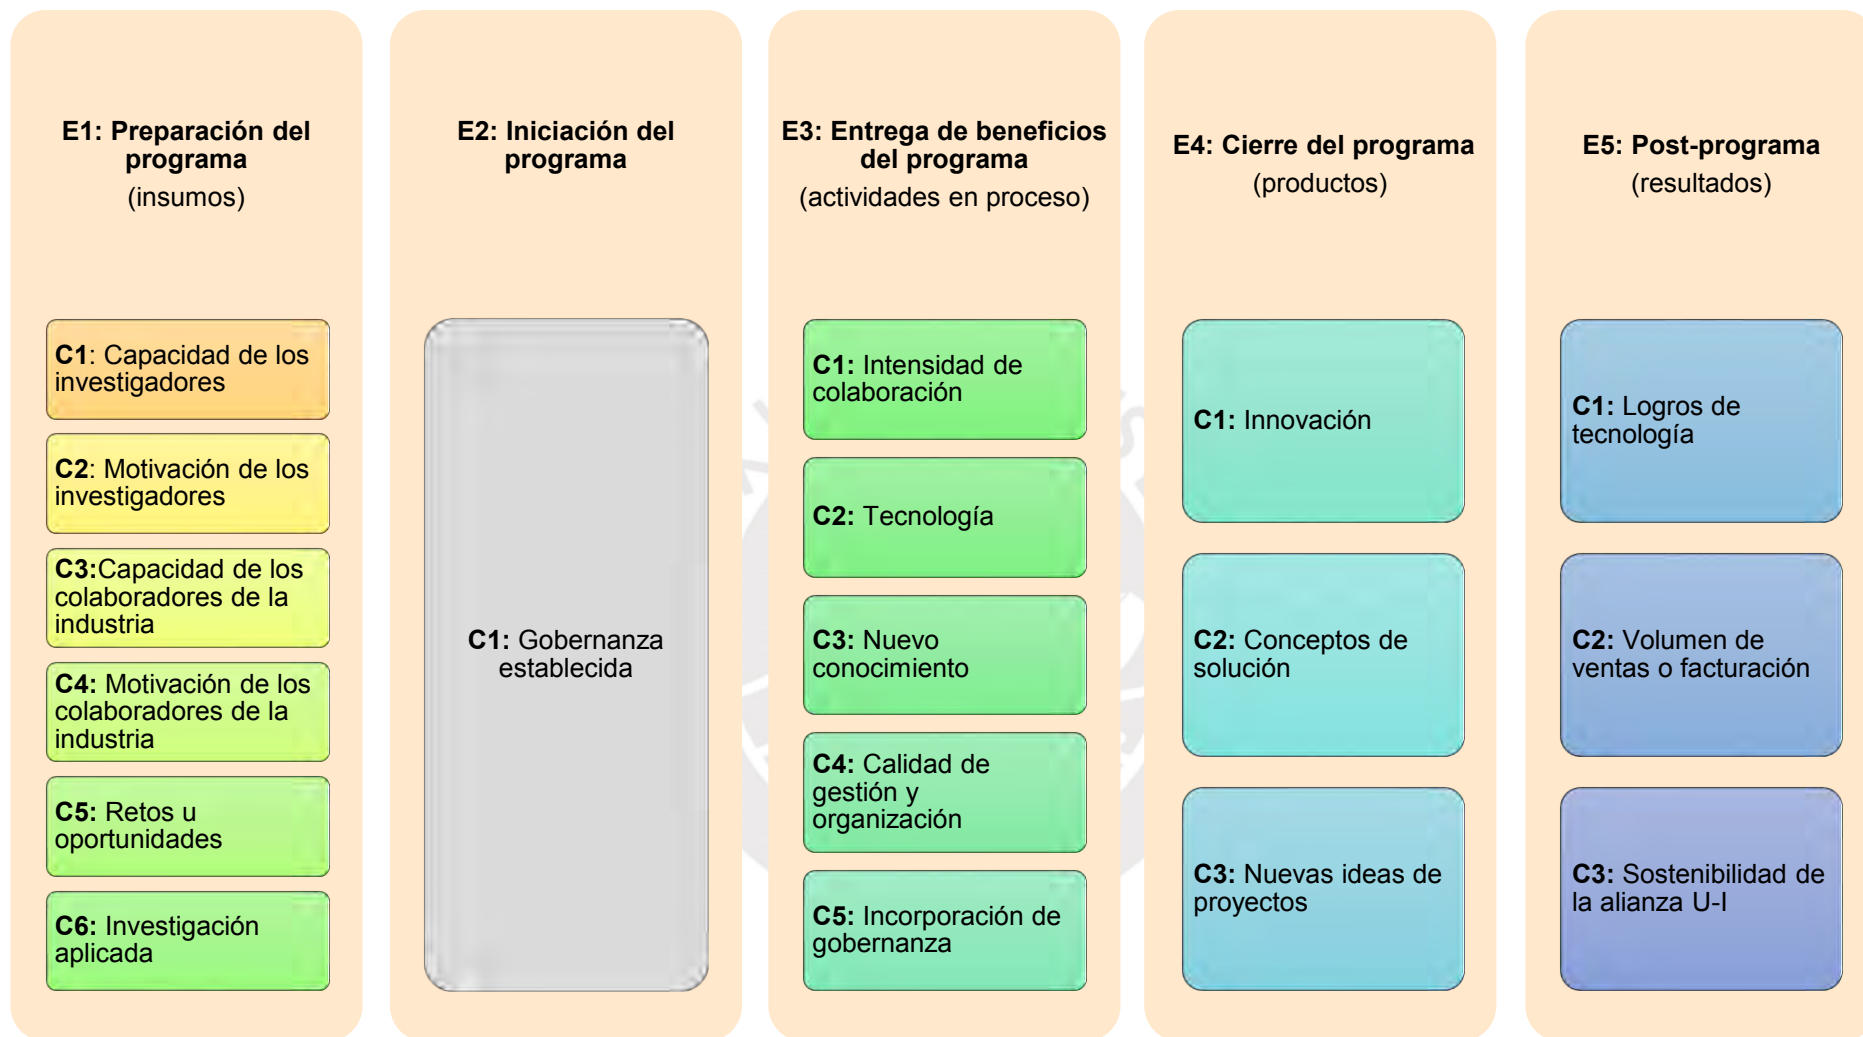 E1: Preparación del
programa
(insumos)
C1: Capacidad de los
investigadores
C2: Motivación de los
investigadores
C3:Capacidad de los
colaboradores de la
industria
C4: Motivación de los
colaboradores de la
industria
C5: Retos u
oportunidades
C6: Investigación
aplicada
E2: Iniciación del
programa
C1: Gobernanza
establecida
E3: Entrega de beneficios
del programa
(actividades en proceso)
C1: Intensidad de
colaboración
C2: Tecnología
C3: Nuevo
conocimiento
C4: Calidad de
gestión y
organización
C5: Incorporación de
gobernanza
E4: Cierre del programa
(productos)
C1: Innovación
C2: Conceptos de
solución
C3: Nuevas ideas de
proyectos
E5: Post-programa
(resultados)
C1: Logros de
tecnología
C2: Volumen de
ventas o facturación
C3: Sostenibilidad de
la alianza U-I